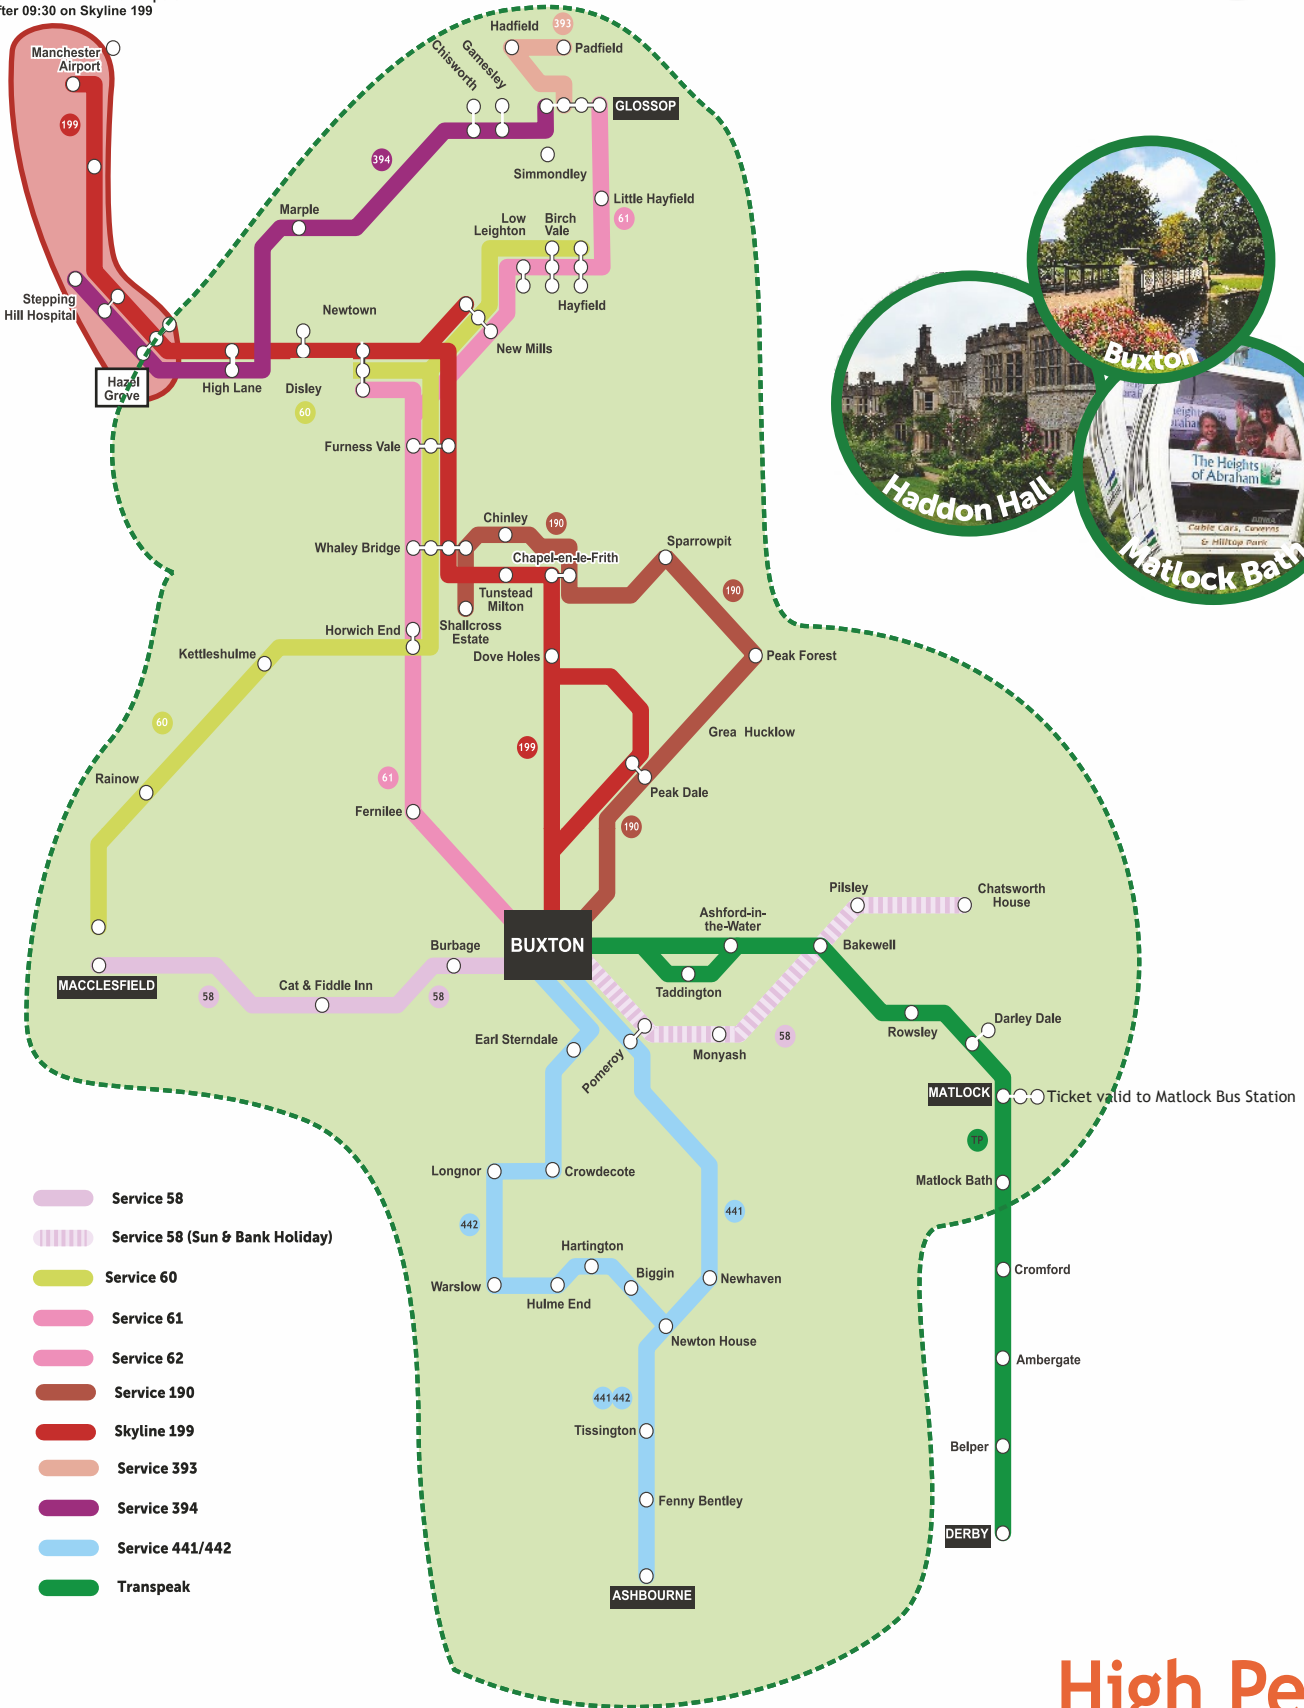 fter 09:30 on Skyline 199
Manchester
Airport
199
Hadfield
393
Padfield
Chisworth
Gamesley
GLOSSOP
394
Simmondley
Little Hayfield
61
Marple
Low
Leighton
Birch
Vale
Hayfield
Stepping
Hill Hospital
Newtown
New Mills
Hazel
Grove
High Lane
Disley
60
Furness Vale
Buxton
Haddon Hall
The Heights
of Abraham
Cable Cars, Caverns
& Hilltop Park
Matlock Bath
Chinley
190
Whaley Bridge
Chapel-en-le-Frith
Sparrowpit
Tunstead
Milton
190
Shallcross
Estate
Horwich End
Kettleshulme
Dove Holes
Peak Forest
60
Grea Hucklow
199
Rainow
61
Peak Dale
Fernilee
190
Pilsley
Chatsworth
House
Ashford-in-
the-Water
Burbage
BUXTON
Bakewell
MACCLESFIELD
Cat & Fiddle Inn
58
58
Taddington
Rowsley
Darley Dale
Earl Sterndale
Pomeroy
Monyash
58
MATLOCK
Ticket valid to Matlock Bus Station
TP
Longnor
Crowdecote
Matlock Bath
442
441
Hartington
Biggin
Warslow
Hulme End
Newhaven
Cromford
Newton House
Ambergate
441
442
Tissington
Belper
Fenny Bentley
DERBY
ASHBOURNE
Service 58
Service 58 (Sun & Bank Holiday)
Service 60
Service 61
Service 62
Service 190
Skyline 199
Service 393
Service 394
Service 441/442
Transpeak
High Pe